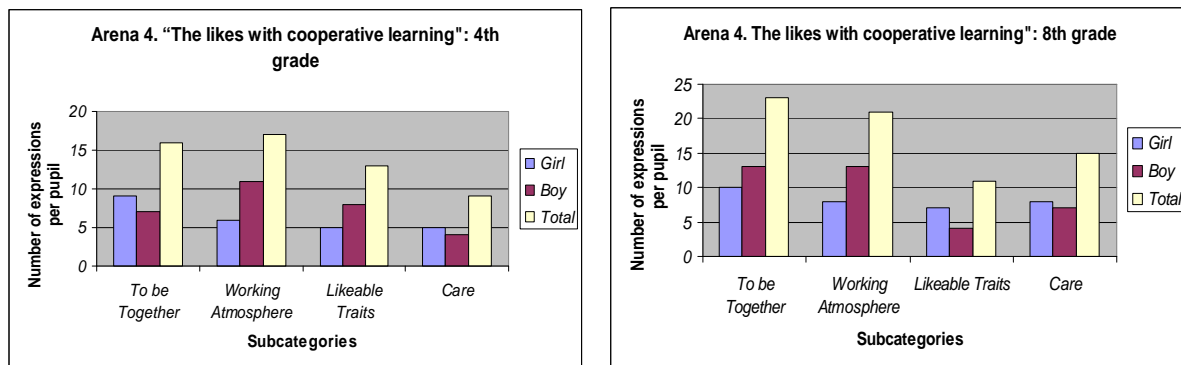 Arena 4. “The likes with cooperative learning": 4th
grade
Number of expressions
per pupil
20
15
10
5
0
To be
Together
Working
Atmosphere
Likeable
Traits
Care
Subcategories
Girl
Boy
Total
Arena 4. The likes with cooperative learning": 8th grade
Number of expressions
per pupil
25
20
15
10
5
0
To be
Together
Working
Atmosphere
Likeable Traits
Care
Subcategories
Girl
Boy
Total